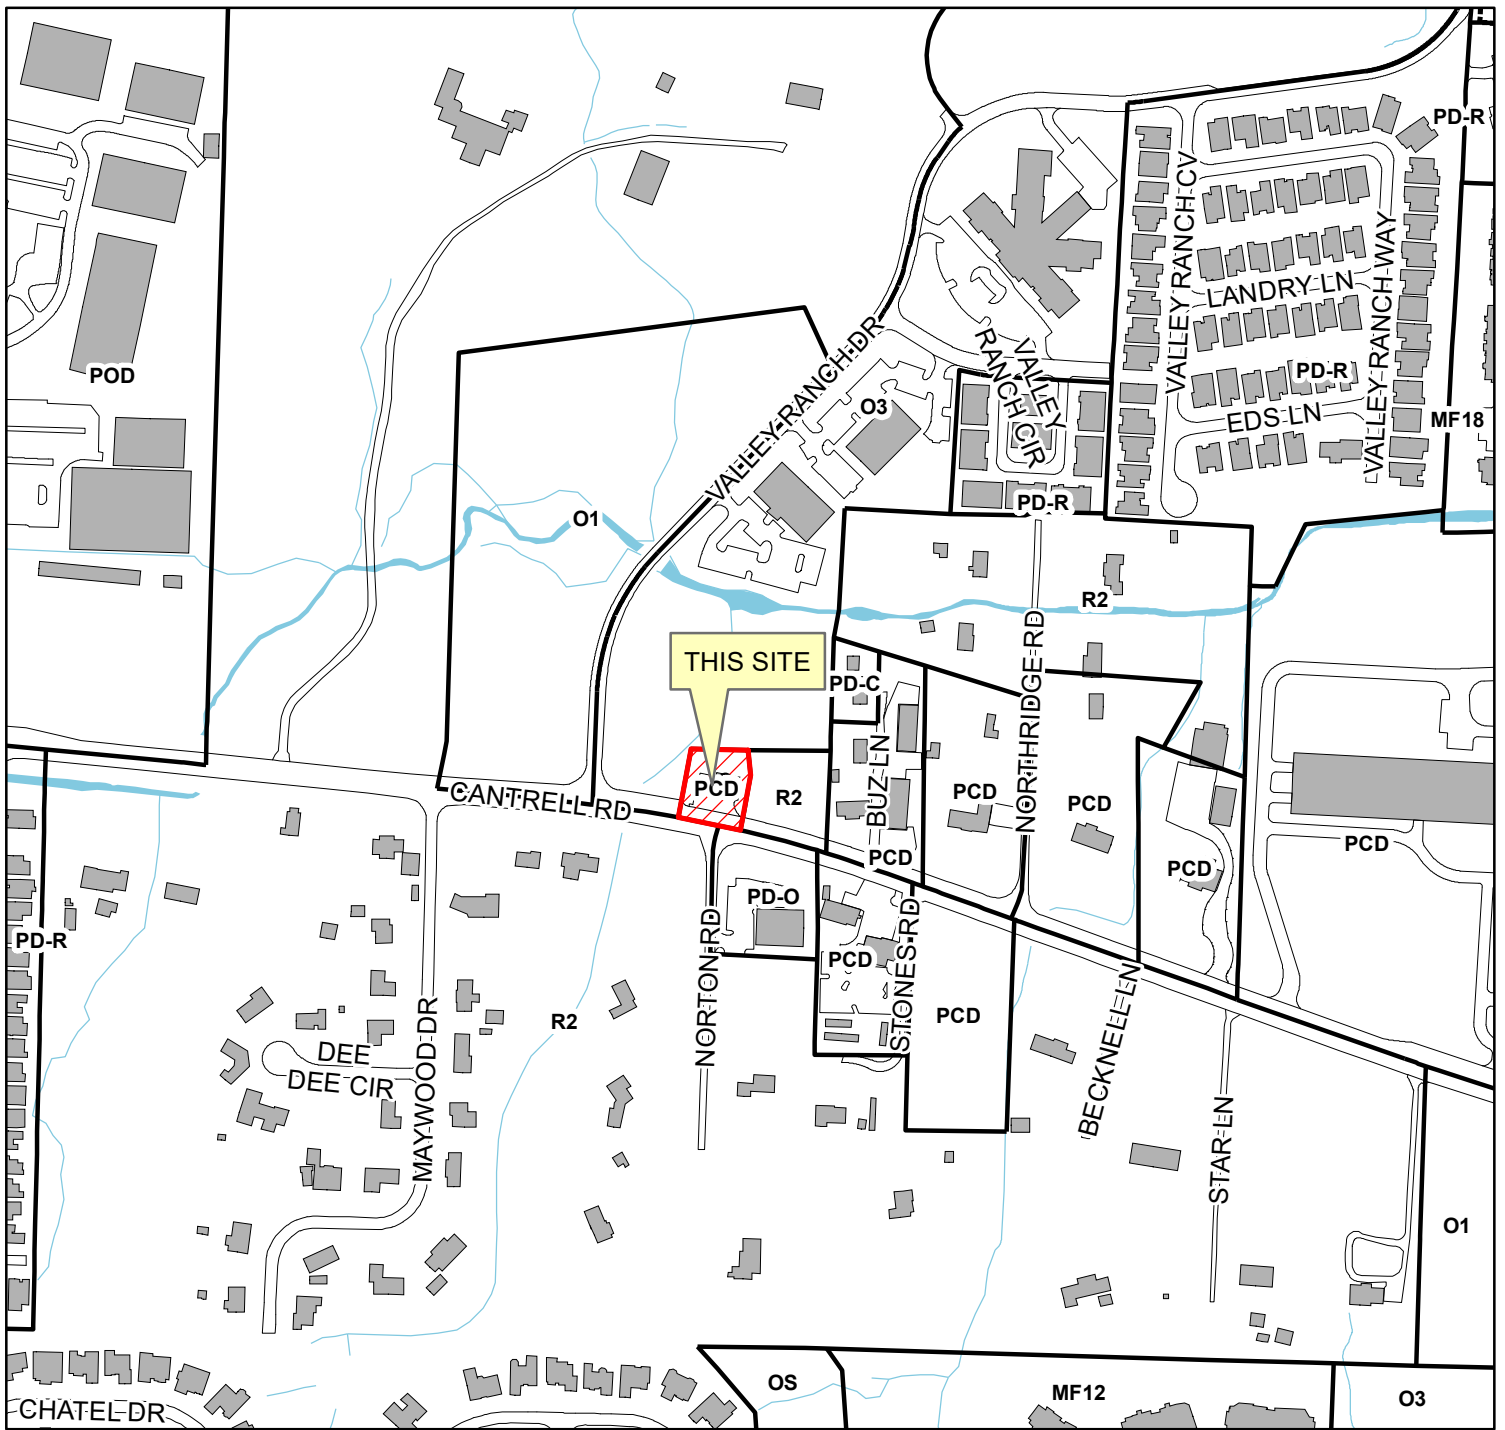 PD-R
VALLEY RANCH CV
VALLEY RANCH WAY
LANDRY LN
VALLEY RANCH DR
VALLEY
RANCH CIR
POD
PD-R
O3
EDS LN
MF18
PD-R
O1
R2
NORTHRIDGE RD
THIS SITE
PD-C
BUZ LN
PCD
R2
CANTRELL RD
PCD
PCD
PCD
PCD
PCD
PD-O
NORTON RD
STONES RD
PD-R
PCD
PCD
R2
BECKNELL LN
MAYWOOD DR
DEE
DEE CIR
STAR LN
O1
OS
MF12
O3
CHATEL DR